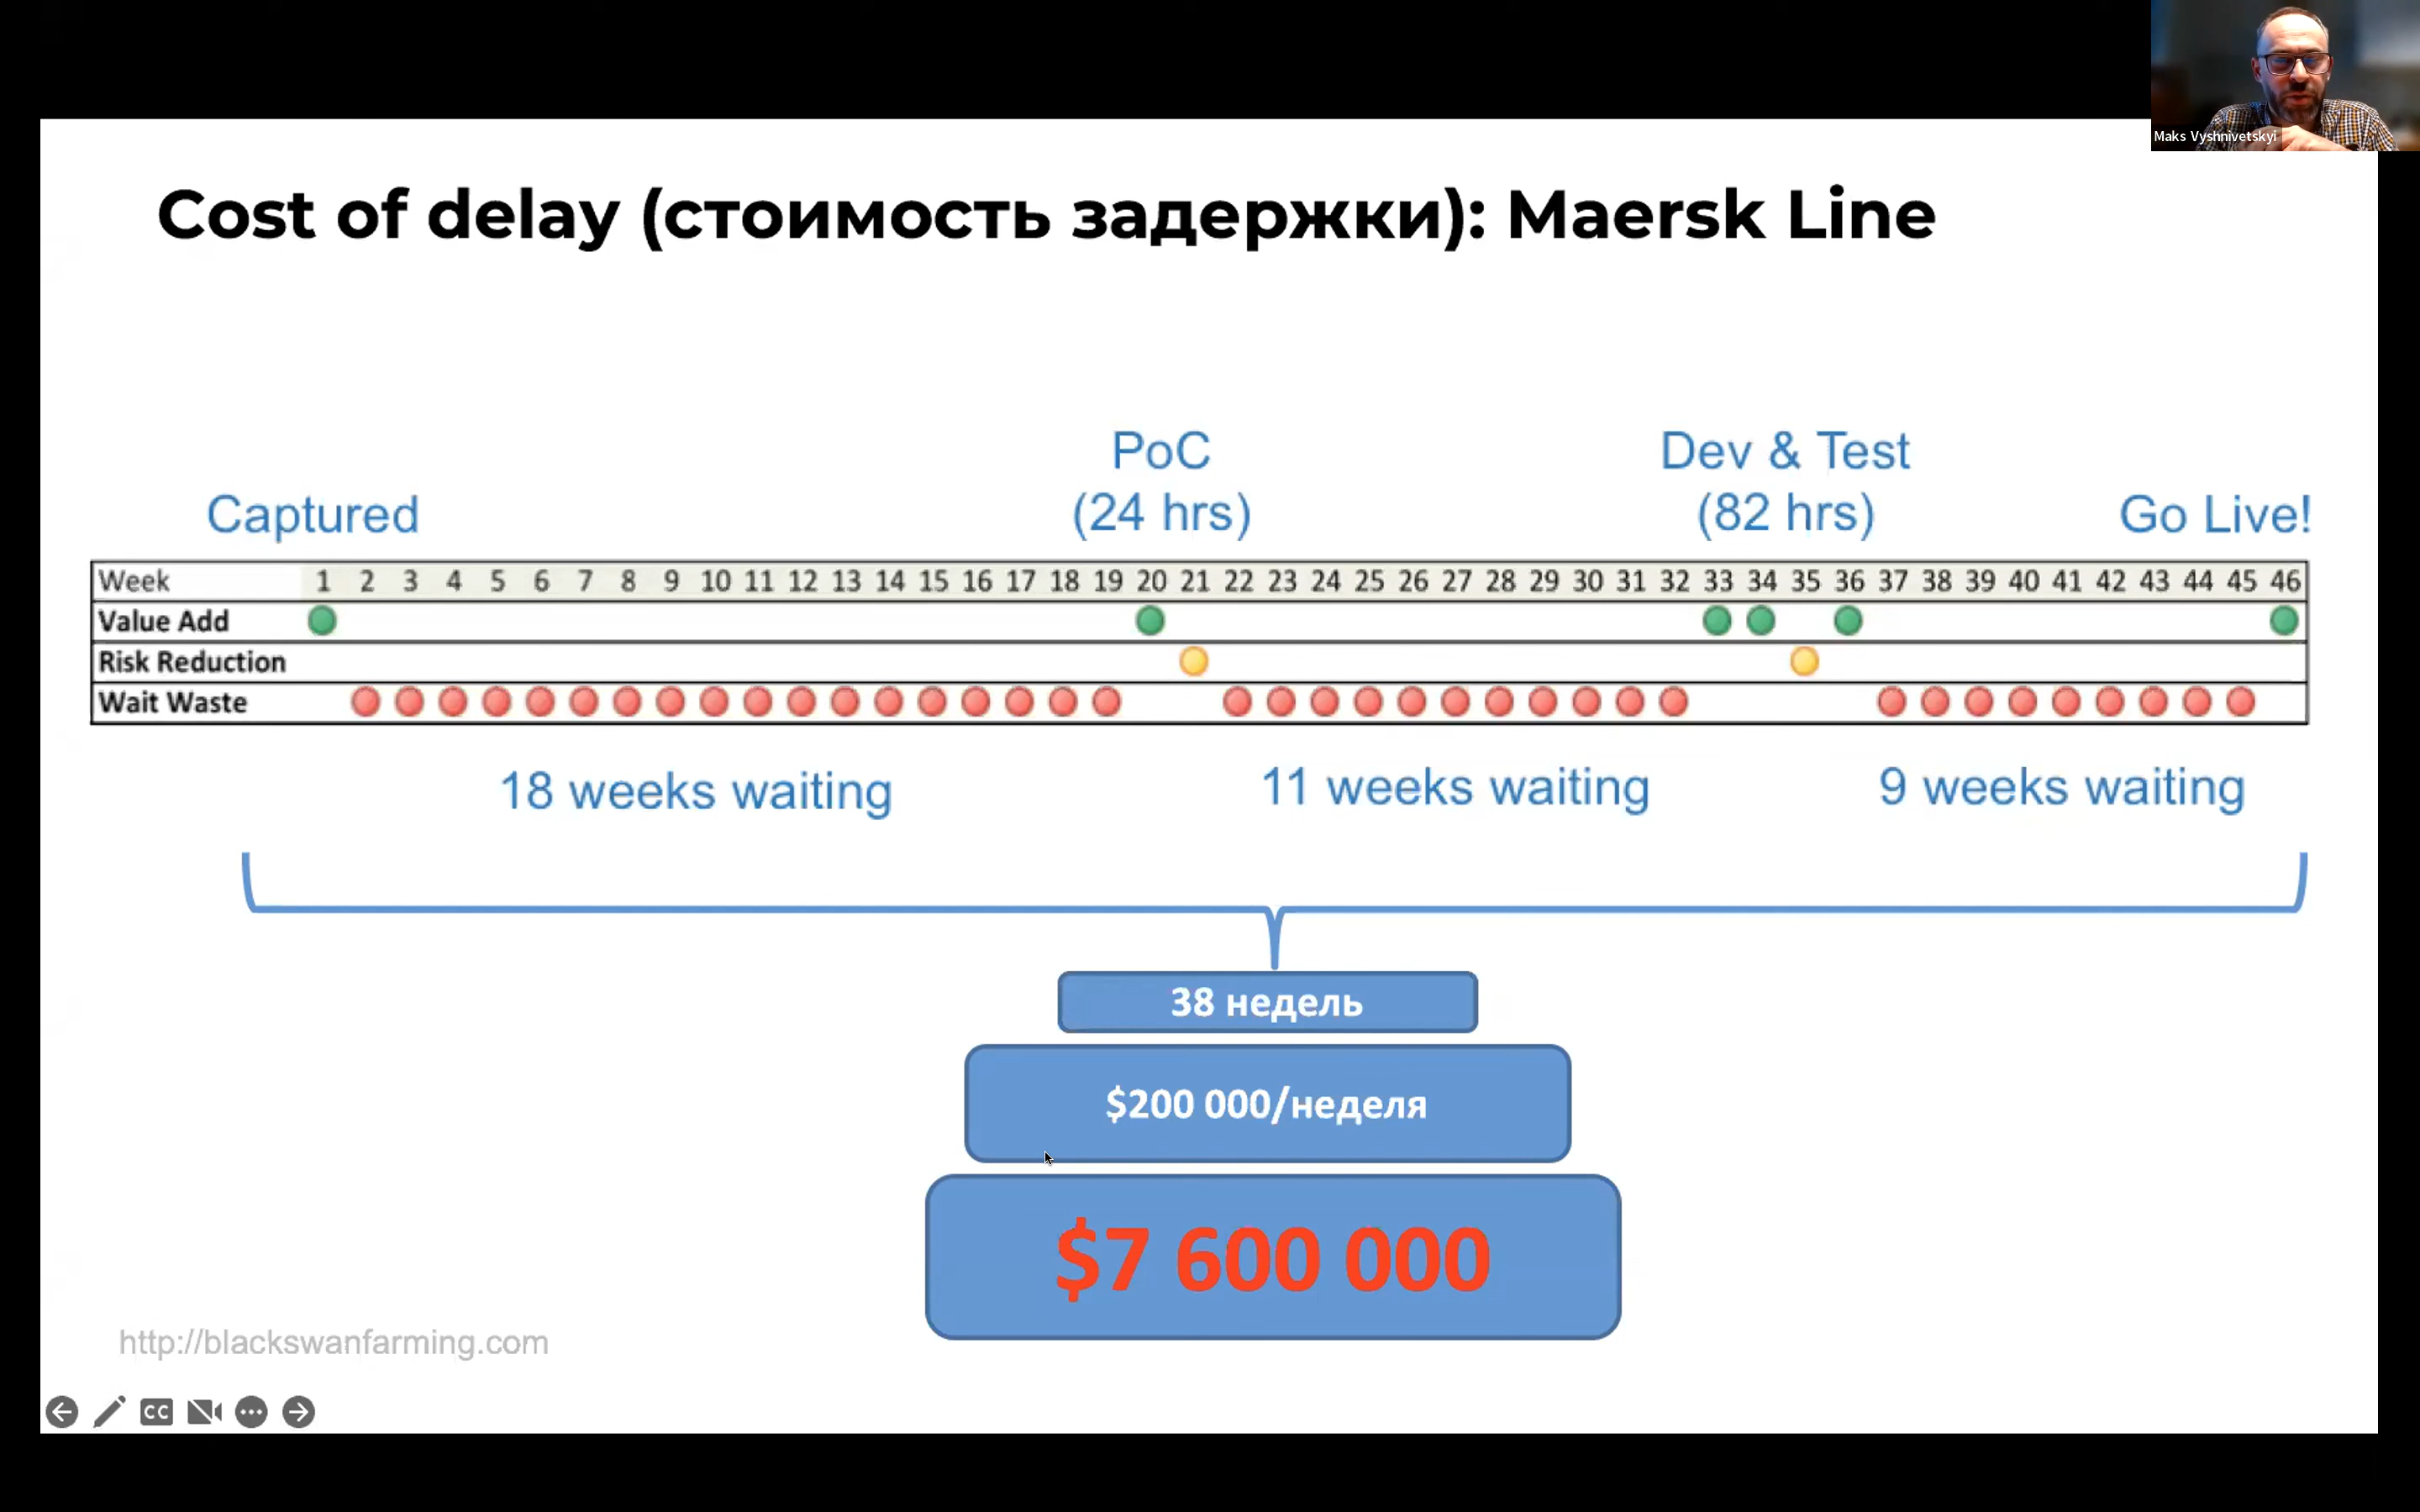 Maks Vyshnivetskyi
Cost of delay (стоимость задержки): Maersk Line
Captured
PoC
(24 hrs)
Dev & Test
(82 hrs)
Go Live!
Week 1 2 3 4 5 6 7 8 9 10 11 12 13 14 15 16 17 18 19 20 21 22 23 24 25 26 27 28 29 30 31 32 33 34 35 36 37 38 39 40 41 42 43 44 45 46
Value Add
Risk Reduction
Wait Waste
18 weeks waiting
11 weeks waiting
9 weeks waiting
38 недель
$200 000/неделя
$7 600 000
http://blackswanfarming.com
CC